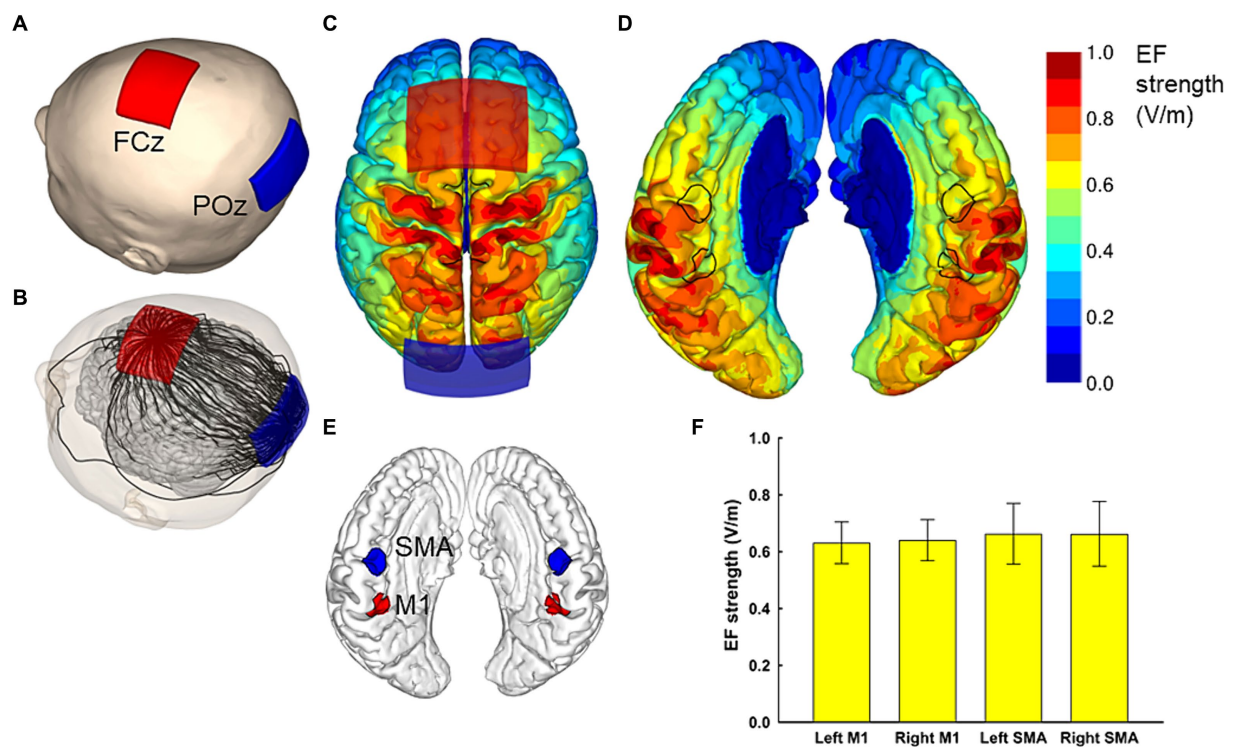 A
FCz
POz
B
C
D
1.0
0.8
0.6
0.4
0.2
0.0
EF
strength
(V/m)
E
SMA
M1
F
EF strength (V/m)
1.0
0.8
0.6
0.4
0.2
0.0
Left M1
Right M1
Left SMA
Right SMA